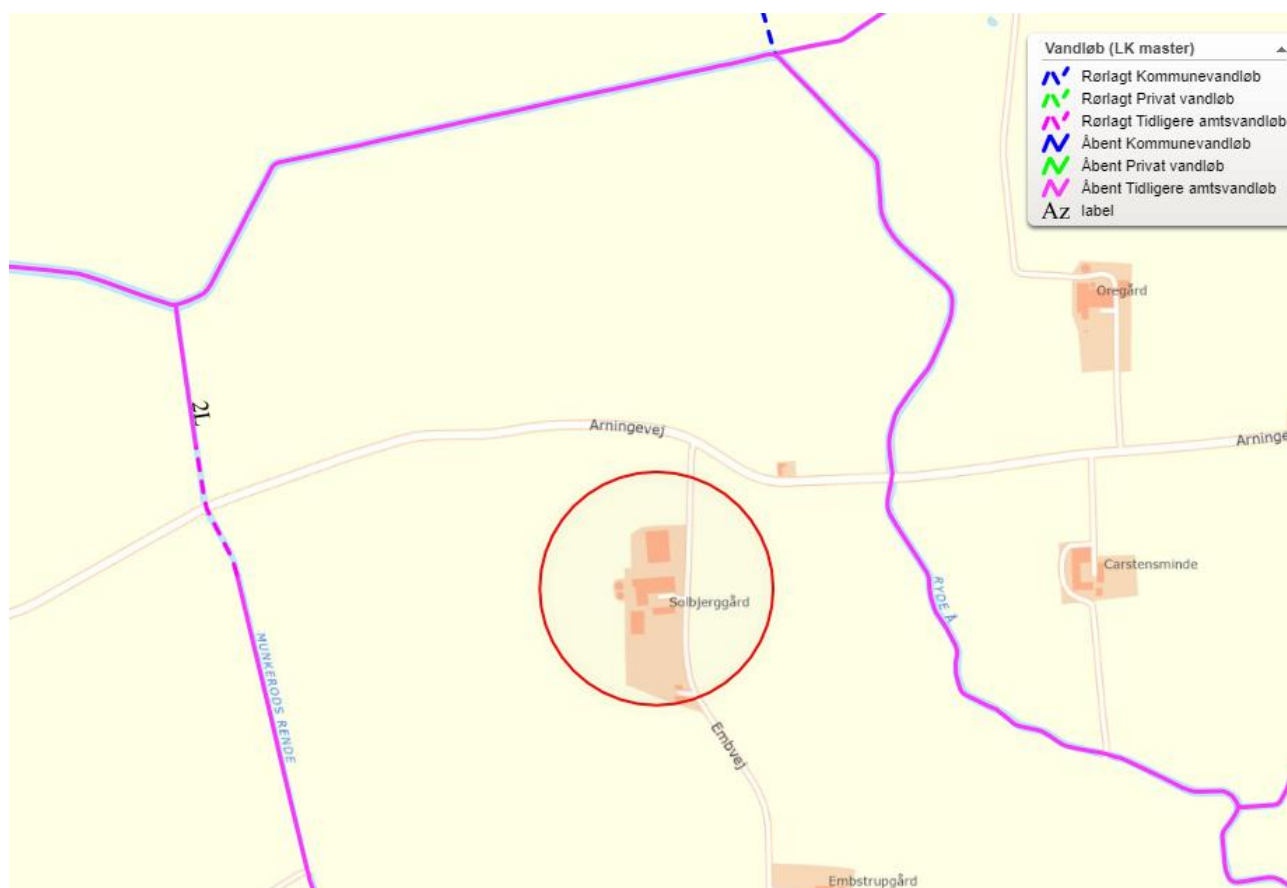 Vandløb (LK master)
Rørlagt Kommunevandløb
Rørlagt Privat vandløb
Rørlagt Tidligere amtsvandløb
Åbent Kommunevandløb
Åbent Privat vandløb
Åbent Tidligere amtsvandløb
Az label
Oregård
2L
Arningevej
Arninge
Carstensminde
RYDE Å
Solbjerggård
MUNKERODS RENDE
Embvej
Embstrupgård